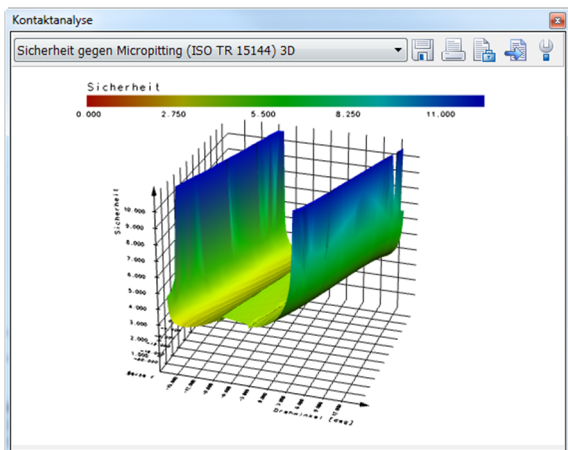 Kontaktanalyse
Sicherheit gegen Micropitting (ISO TR 15144) 3D
Sicherheit
0.000 2.750 5.500 8.250 11.000
Sicherheit
10.000
9.000
8.000
7.000
6.000
5.000
4.000
3.000
2.000
1.000
Drehwinkel [deg]